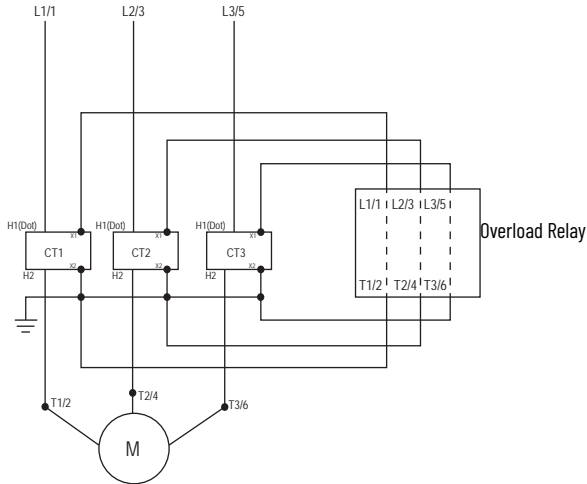 L1/1 L2/3 L3/5
L1/1 L2/3 L3/5
Overload Relay
H1(Dot) X1 H1(Dot) X1 H1(Dot) X1
CT1 CT2 CT3
X2 X2 X2
H2 H2 H2
T1/2 T2/4 T3/6
T1/2 T2/4 T3/6
M